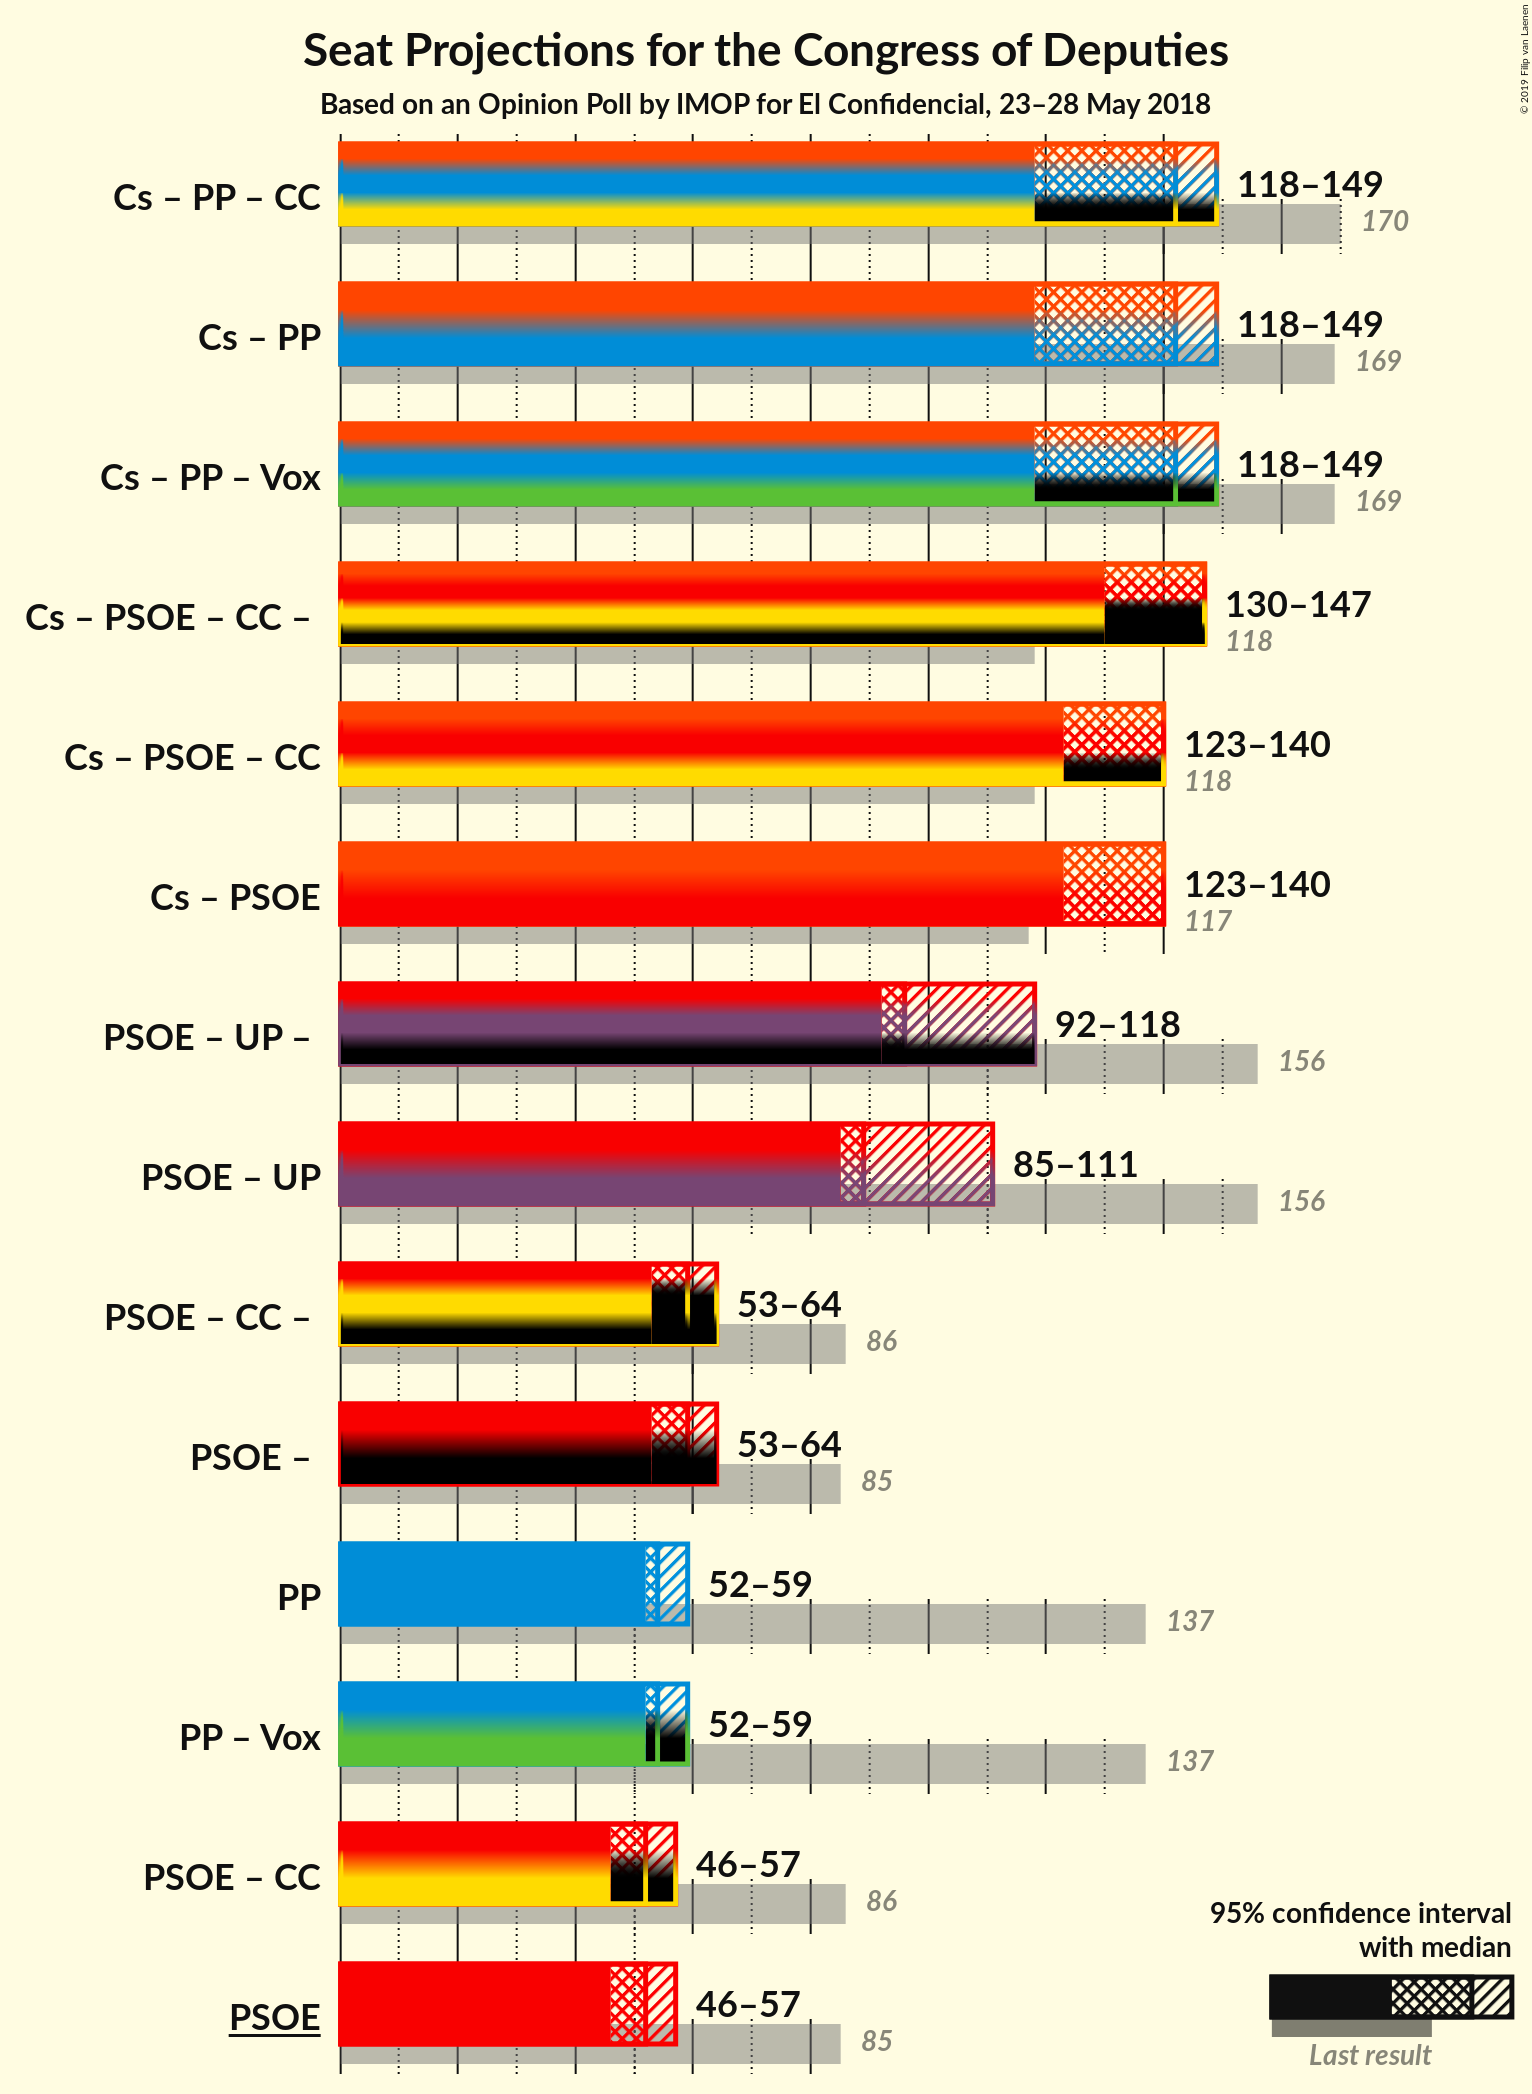 Seat Projections for the Congress of Deputies
Based on an Opinion Poll by IMOP for El Confidencial, 23–28 May 2018
© 2019 Filip van Laenen
Cs – PP – CC
118–149
170
Cs – PP
118–149
169
Cs – PP – Vox
118–149
169
Cs – PSOE – CC –
130–147
118
Cs – PSOE – CC
123–140
118
Cs – PSOE
123–140
117
PSOE – UP –
92–118
156
PSOE – UP
85–111
156
PSOE – CC –
53–64
86
PSOE –
53–64
85
PP
52–59
137
PP – Vox
52–59
137
PSOE – CC
46–57
86
PSOE
46–57
85
95% confidence interval
with median
Last result